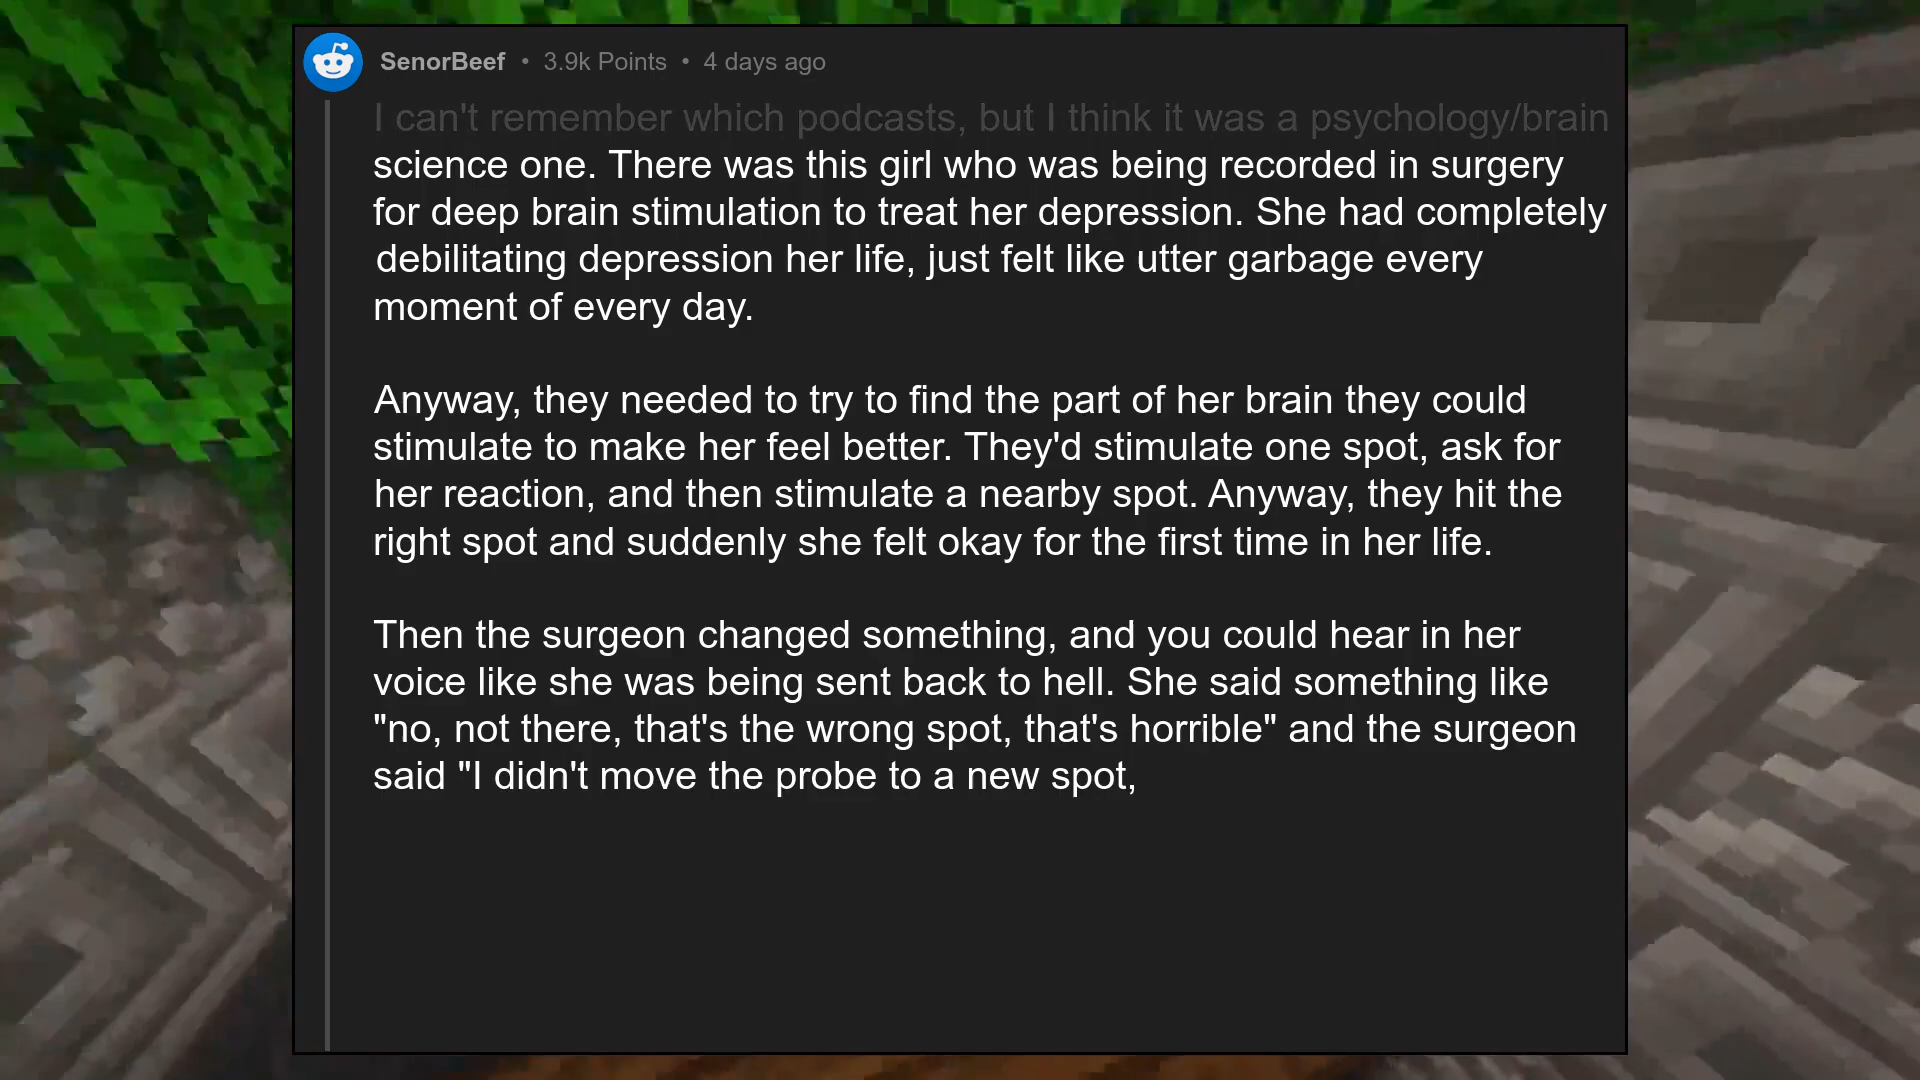 SenorBeef • 3.9k Points • 4 days ago
I can't remember which podcasts, but I think it was a psychology/brain
science one. There was this girl who was being recorded in surgery
for deep brain stimulation to treat her depression. She had completely
debilitating depression her life, just felt like utter garbage every
moment of every day.
Anyway, they needed to try to find the part of her brain they could
stimulate to make her feel better. They'd stimulate one spot, ask for
her reaction, and then stimulate a nearby spot. Anyway, they hit the
right spot and suddenly she felt okay for the first time in her life.
Then the surgeon changed something, and you could hear in her
voice like she was being sent back to hell. She said something like
"no, not there, that's the wrong spot, that's horrible" and the surgeon
said "I didn't move the probe to a new spot,